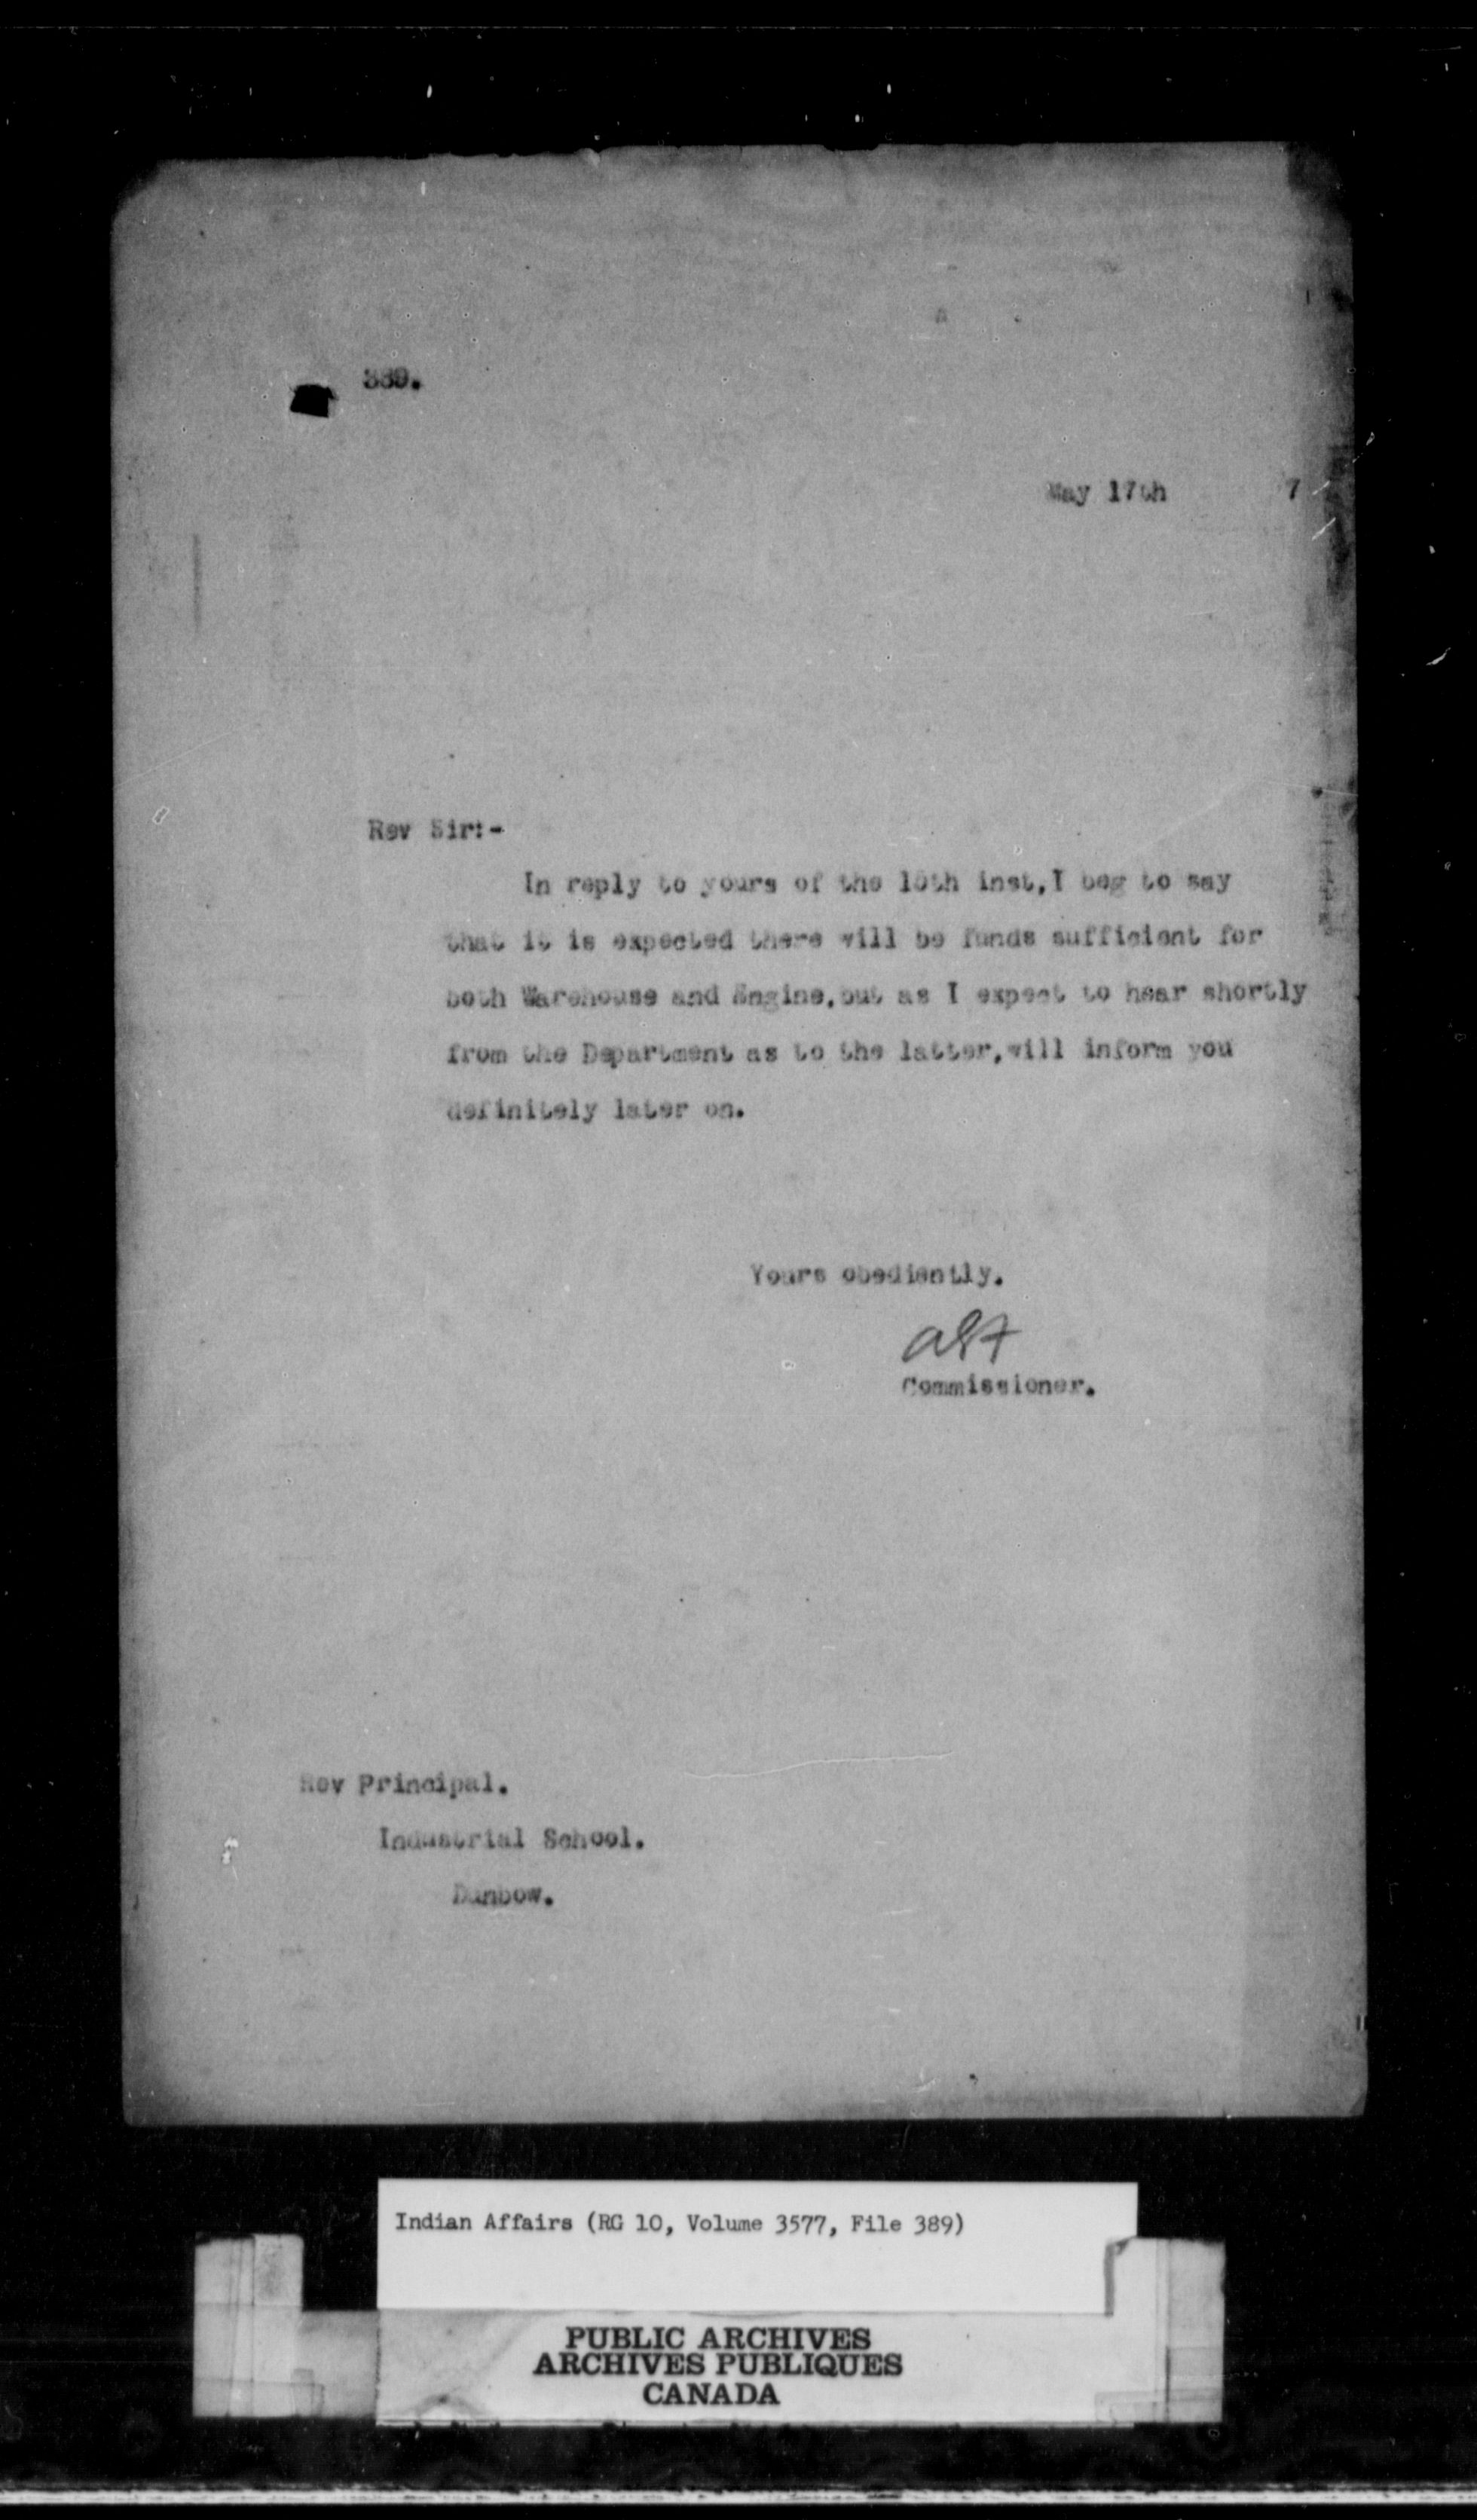 389.
May 17th 7
Rev Sir:-
In reply to yours of the 15th inst, I beg to say
that it is expected there will be funds sufficient for
both Warehouse and Engine, but as I expect to hear shortly
from the Department as to the latter, will inform you
definitely later on.
Yours obediently.
Commissioner.
Rev Principal.
Industrial School.
Dunbow.
Indian Affairs (RG 10, Volume 3577, File 389)
PUBLIC ARCHIVES
ARCHIVES PUBLIQUES
CANADA